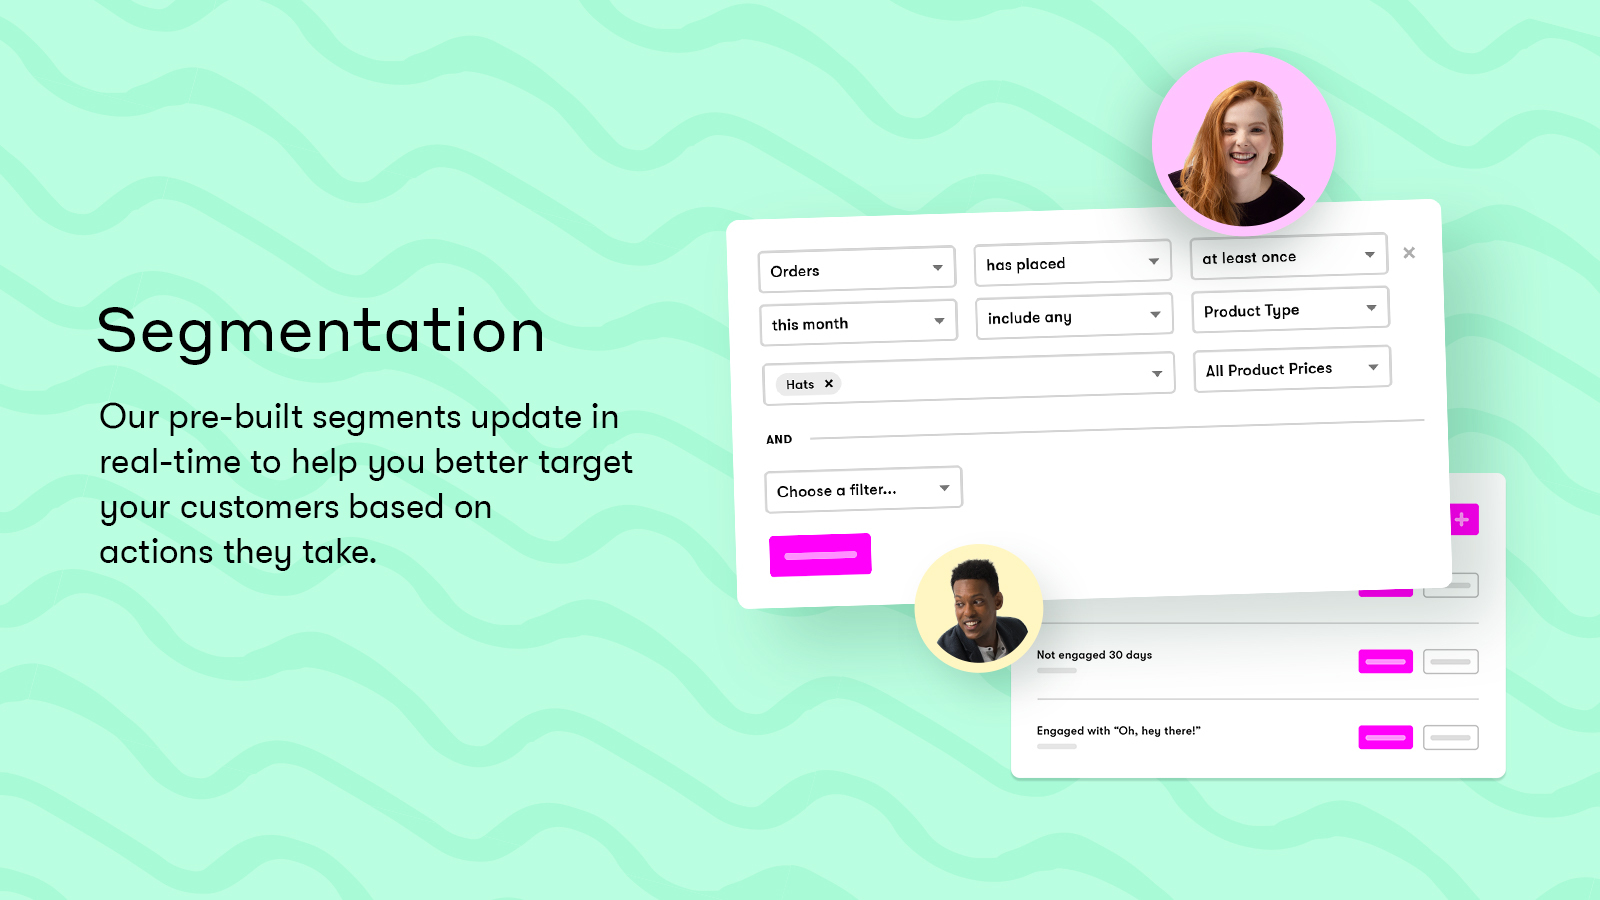 Segmentation
Our pre-built segments update in
real-time to help you better target
your customers based on
actions they take.
Orders
has placed
at least once
this month
include any
Product Type
Hats
All Product Prices
AND
Choose a filter...
Not engaged 30 days
Engaged with “Oh, hey there!”